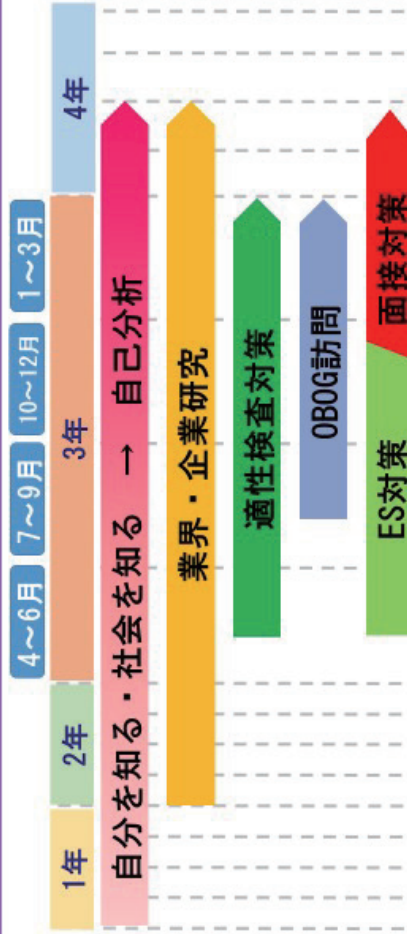 4～6月 7～9月 10～12月 1～3月
1年 2年 3年 4年
自分を知る・社会を知る → 自己分析
業界・企業研究
適性検査対策
OBOG訪問
ES対策 面接対策